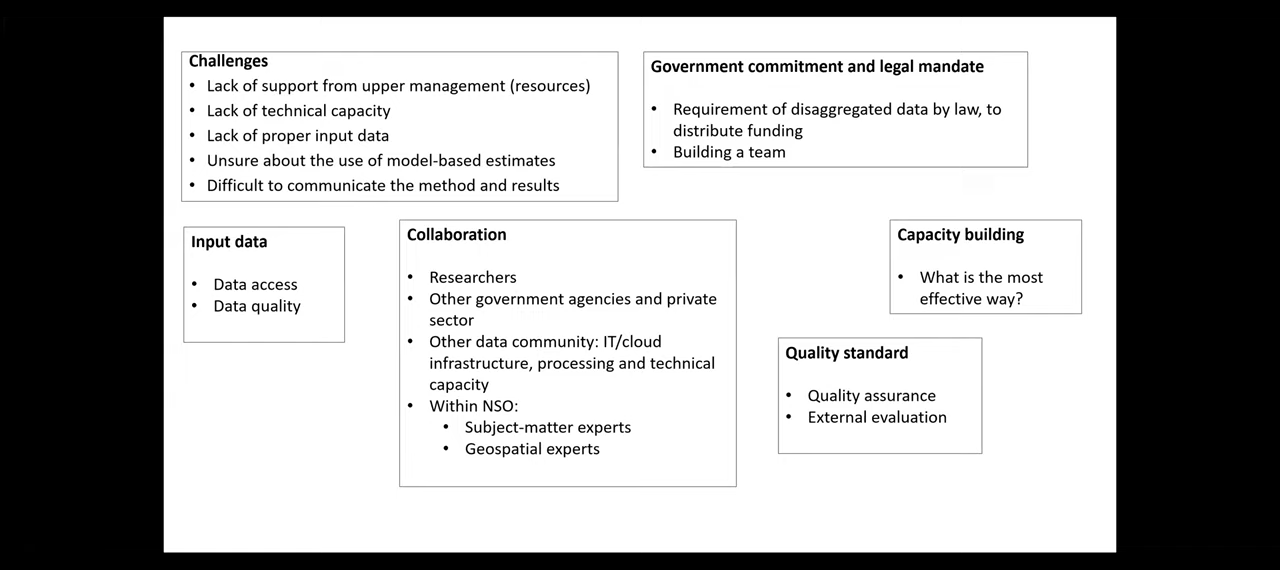 Challenges
• Lack of support from upper management (resources)
• Lack of technical capacity
• Lack of proper input data
• Unsure about the use of model-based estimates
• Difficult to communicate the method and results
Government commitment and legal mandate
• Requirement of disaggregated data by law, to
distribute funding
• Building a team
Input data
• Data access
• Data quality
Collaboration
• Researchers
• Other government agencies and private
sector
• Other data community: IT/cloud
infrastructure, processing and technical
capacity
• Within NSO:
• Subject-matter experts
• Geospatial experts
Capacity building
• What is the most
effective way?
Quality standard
• Quality assurance
• External evaluation